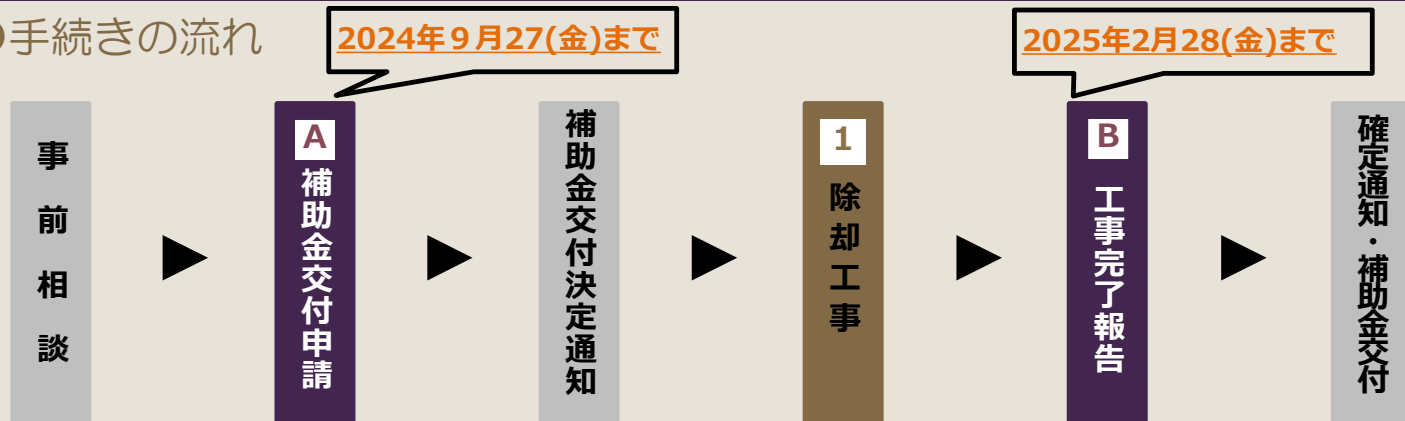 手続きの流れ
2024年９月27(金)まで
2025年2月28(金)まで
事前相談
A
補助金交付申請
補助金交付決定通知
1
除却工事
B
工事完了報告
確定通知・補助金交付